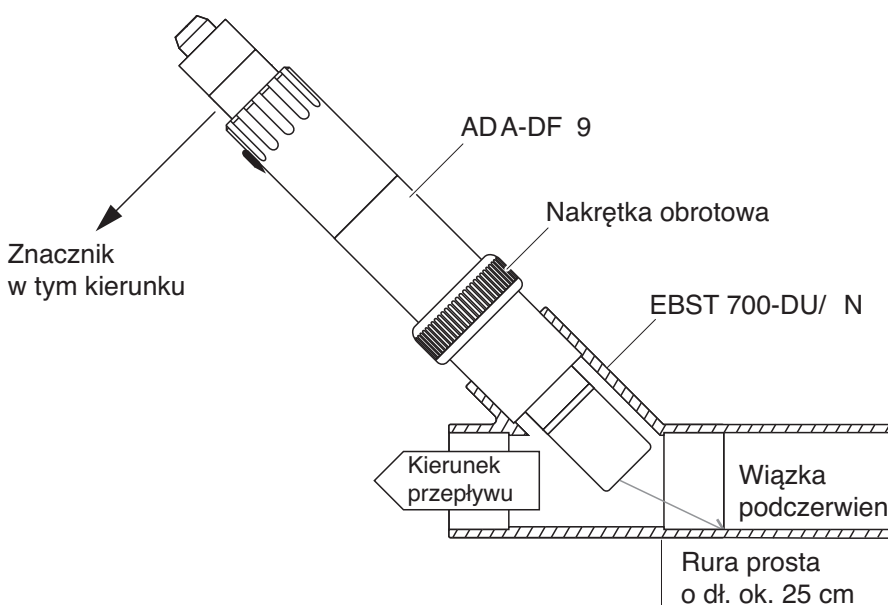 ADA-DF 9
Nakrętka obrotowa
Znacznik
w tym kierunku
EBST 700-DU/ N
Kierunek
przepływu
Wiązka
podczerwien
Rura prosta
o dł. ok. 25 cm